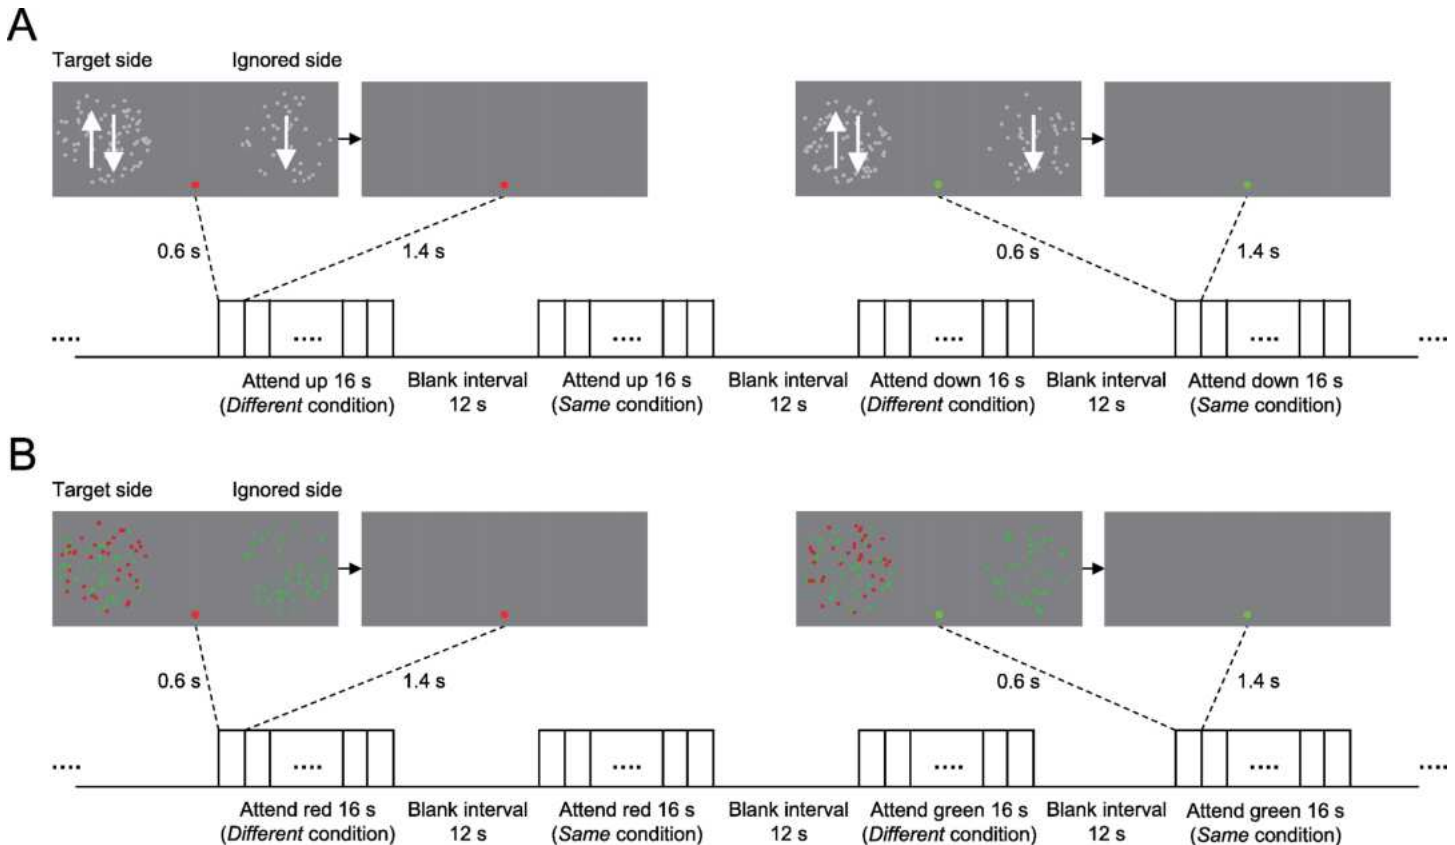 A
Target side
Ignored side
0.6 s
1.4 s
0.6 s
1.4 s
....
....
....
....
....
....
Attend up 16 s
(Different condition)
Blank interval
12 s
Attend up 16 s
(Same condition)
Blank interval
12 s
Attend down 16 s
(Different condition)
Blank interval
12 s
Attend down 16 s
(Same condition)
B
Target side
Ignored side
0.6 s
1.4 s
0.6 s
1.4 s
....
....
....
....
....
....
Attend red 16 s
(Different condition)
Blank interval
12 s
Attend red 16 s
(Same condition)
Blank interval
12 s
Attend green 16 s
(Different condition)
Blank interval
12 s
Attend green 16 s
(Same condition)